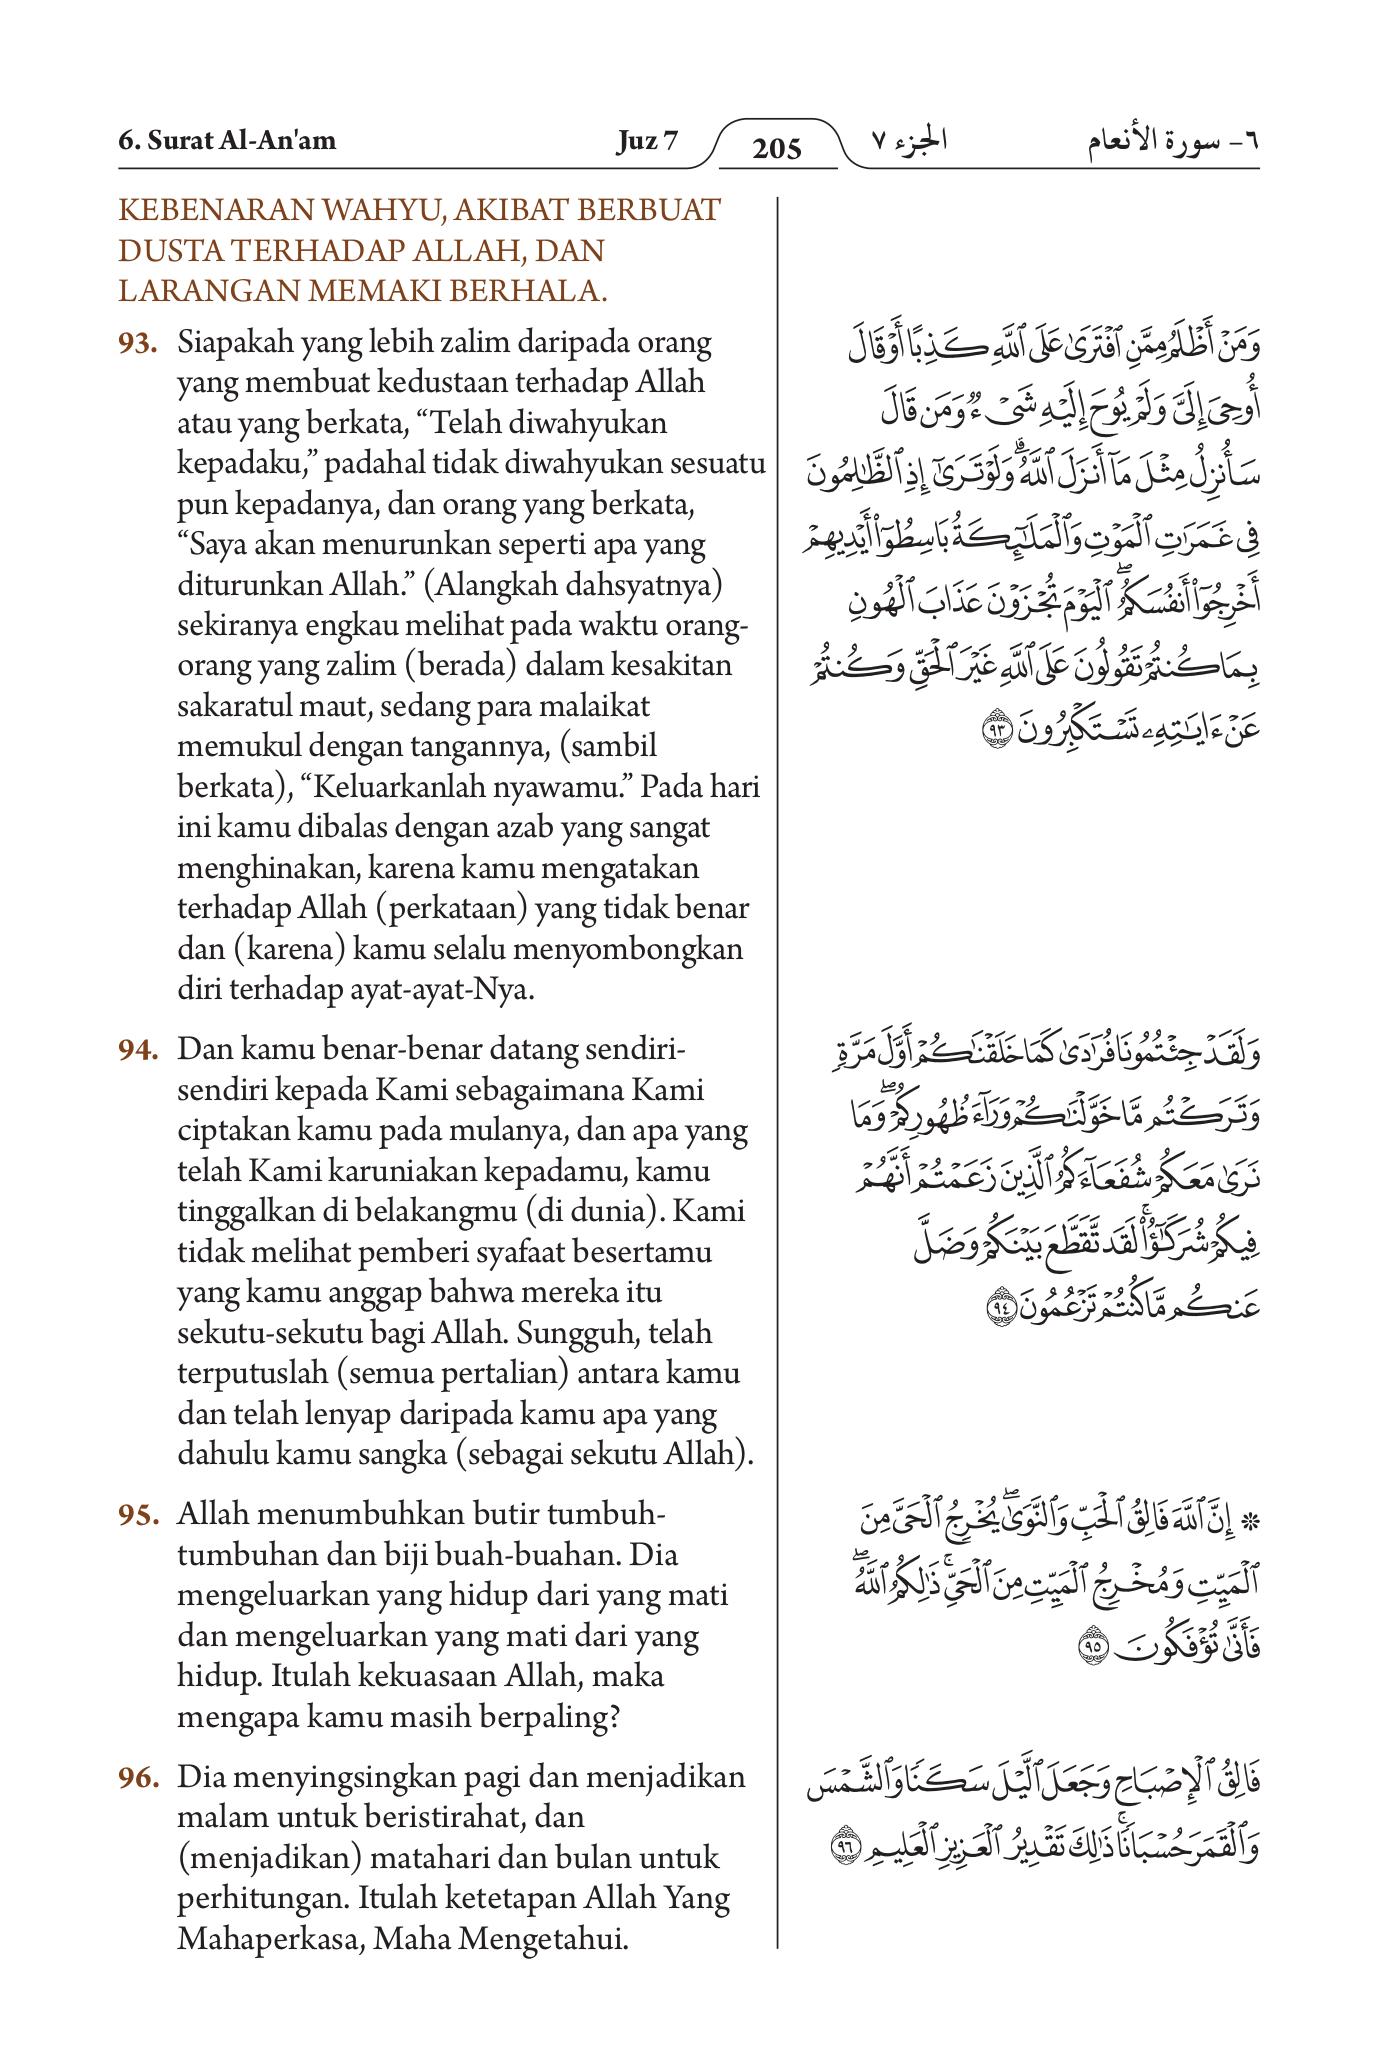 6. Surat Al-An'am
Juz 7
205
الجزء ٧
٦- سورة الأنعام
KEBENARAN WAHYU, AKIBAT BERBUAT
DUSTA TERHADAP ALLAH, DAN
LARANGAN MEMAKI BERHALA.
93. Siapakah yang lebih zalim daripada orang
yang membuat kedustaan terhadap Allah
atau yang berkata, “Telah diwahyukan
kepadaku,” padahal tidak diwahyukan sesuatu
pun kepadanya, dan orang yang berkata,
“Saya akan menurunkan seperti apa yang
diturunkan Allah.” (Alangkah dahsyatnya)
sekiranya engkau melihat pada waktu orang-
orang yang zalim (berada) dalam kesakitan
sakaratul maut, sedang para malaikat
memukul dengan tangannya, (sambil
berkata), “Keluarkanlah nyawamu.” Pada hari
ini kamu dibalas dengan azab yang sangat
menghinakan, karena kamu mengatakan
terhadap Allah (perkataan) yang tidak benar
dan (karena) kamu selalu menyombongkan
diri terhadap ayat-ayat-Nya.
94. Dan kamu benar-benar datang sendiri-
sendiri kepada Kami sebagaimana Kami
ciptakan kamu pada mulanya, dan apa yang
telah Kami karuniakan kepadamu, kamu
tinggalkan di belakangmu (di dunia). Kami
tidak melihat pemberi syafaat besertamu
yang kamu anggap bahwa mereka itu
sekutu-sekutu bagi Allah. Sungguh, telah
terputuslah (semua pertalian) antara kamu
dan telah lenyap daripada kamu apa yang
dahulu kamu sangka (sebagai sekutu Allah).
95. Allah menumbuhkan butir tumbuh-
tumbuhan dan biji buah-buahan. Dia
mengeluarkan yang hidup dari yang mati
dan mengeluarkan yang mati dari yang
hidup. Itulah kekuasaan Allah, maka
mengapa kamu masih berpaling?
96. Dia menyingsingkan pagi dan menjadikan
malam untuk beristirahat, dan
(menjadikan) matahari dan bulan untuk
perhitungan. Itulah ketetapan Allah Yang
Mahaperkasa, Maha Mengetahui.
وَمَنْ أَظْلَمُ مِمَّنِ ٱفْتَرَىٰ عَلَى ٱللَّهِ كَذِبًا أَوْ قَالَ
أُوحِىَ إِلَىَّ وَلَمْ يُوحَ إِلَيْهِ شَىْءٌ وَمَن قَالَ
سَأُنزِلُ مِثْلَ مَآ أَنزَلَ ٱللَّهُ ۗ وَلَوْ تَرَىٰٓ إِذِ ٱلظَّٰلِمُونَ
فِى غَمَرَٰتِ ٱلْمَوْتِ وَٱلْمَلَٰٓئِكَةُ بَاسِطُوٓا۟ أَيْدِيهِمْ
أَخْرِجُوٓا۟ أَنفُسَكُمُ ۖ ٱلْيَوْمَ تُجْزَوْنَ عَذَابَ ٱلْهُونِ
بِمَا كُنتُمْ تَقُولُونَ عَلَى ٱللَّهِ غَيْرَ ٱلْحَقِّ وَكُنتُمْ
عَنْ ءَايَٰتِهِۦ تَسْتَكْبِرُونَ ٩٣
وَلَقَدْ جِئْتُمُونَا فُرَٰدَىٰ كَمَا خَلَقْنَٰكُمْ أَوَّلَ مَرَّةٍ
وَتَرَكْتُم مَّا خَوَّلْنَٰكُمْ وَرَآءَ ظُهُورِكُمْ ۖ وَمَا
نَرَىٰ مَعَكُمْ شُفَعَآءَكُمُ ٱلَّذِينَ زَعَمْتُمْ أَنَّهُمْ
فِيكُمْ شُرَكَٰٓؤُا۟ ۚ لَقَد تَّقَطَّعَ بَيْنَكُمْ وَضَلَّ
عَنكُم مَّا كُنتُمْ تَزْعُمُونَ ٩٤
۞ إِنَّ ٱللَّهَ فَالِقُ ٱلْحَبِّ وَٱلنَّوَىٰ ۖ يُخْرِجُ ٱلْحَىَّ مِنَ
ٱلْمَيِّتِ وَمُخْرِجُ ٱلْمَيِّتِ مِنَ ٱلْحَىِّ ۚ ذَٰلِكُمُ ٱللَّهُ ۖ
فَأَنَّىٰ تُؤْفَكُونَ ٩٥
فَالِقُ ٱلْإِصْبَاحِ وَجَعَلَ ٱلَّيْلَ سَكَنًا وَٱلشَّمْسَ
وَٱلْقَمَرَ حُسْبَانًا ۚ ذَٰلِكَ تَقْدِيرُ ٱلْعَزِيزِ ٱلْعَلِيمِ ٩٦